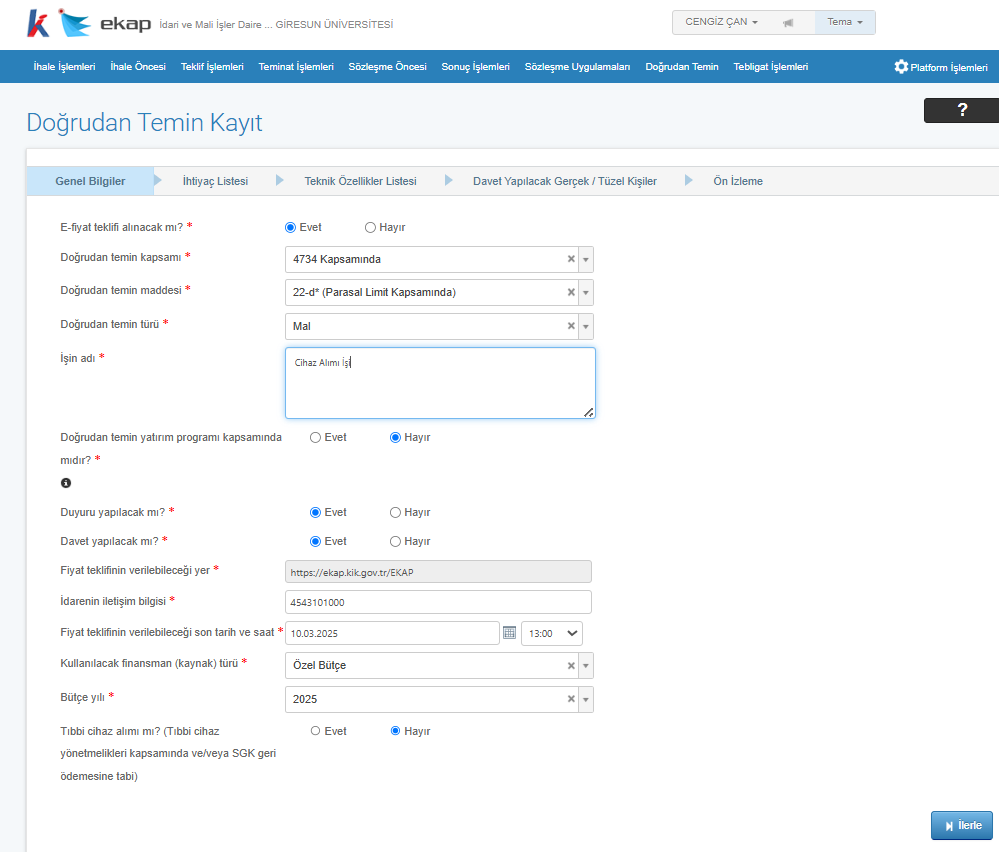 ekap İdari ve Mali İşler Daire ... GİRESUN ÜNİVERSİTESİ CENGİZ ÇAN Tema
İhale İşlemleri İhale Öncesi Teklif İşlemleri Teminat İşlemleri Sözleşme Öncesi Sonuç İşlemleri Sözleşme Uygulamaları Doğrudan Temin Tebligat İşlemleri Platform İşlemleri
?
Doğrudan Temin Kayıt
Genel Bilgiler İhtiyaç Listesi Teknik Özellikler Listesi Davet Yapılacak Gerçek / Tüzel Kişiler Ön İzleme
E-fiyat teklifi alınacak mı? * Evet Hayır
Doğrudan temin kapsamı * 4734 Kapsamında
Doğrudan temin maddesi * 22-d* (Parasal Limit Kapsamında)
Doğrudan temin türü * Mal
İşin adı * Cihaz Alımı İşi
Doğrudan temin yatırım programı kapsamında Evet Hayır
mıdır? *
Duyuru yapılacak mı? * Evet Hayır
Davet yapılacak mı? * Evet Hayır
Fiyat teklifinin verilebileceği yer * https://ekap.kik.gov.tr/EKAP
İdarenin iletişim bilgisi * 4543101000
Fiyat teklifinin verilebileceği son tarih ve saat * 10.03.2025 13:00
Kullanılacak finansman (kaynak) türü * Özel Bütçe
Bütçe yılı * 2025
Tıbbi cihaz alımı mı? (Tıbbi cihaz Evet Hayır
yönetmelikleri kapsamında ve/veya SGK geri
ödemesine tabi)
İlerle